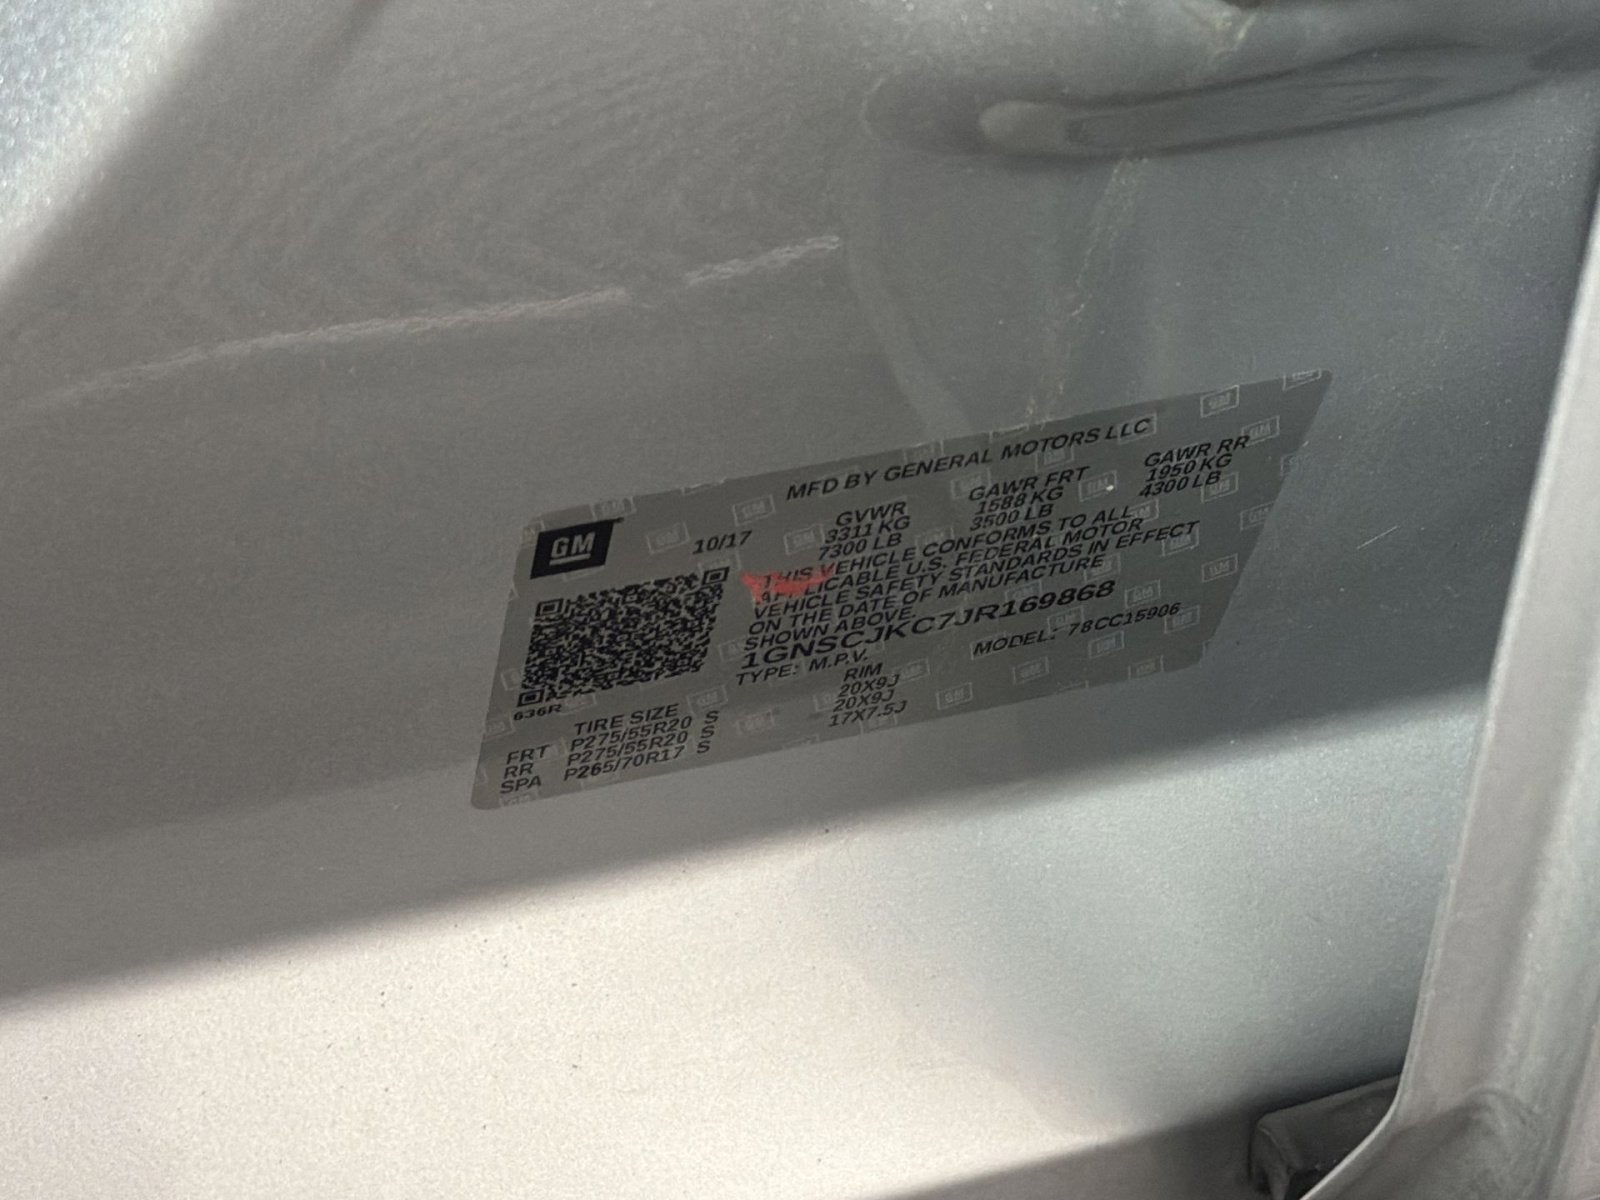 MFD BY GENERAL MOTORS LLC
GM
10/17
GVWR GAWR FRT GAWR RR
3311 KG 1588 KG 1950 KG
7300 LB 3500 LB 4300 LB
THIS VEHICLE CONFORMS TO ALL
APPLICABLE U.S. FEDERAL MOTOR
VEHICLE SAFETY STANDARDS IN EFFECT
ON THE DATE OF MANUFACTURE
SHOWN ABOVE.
1GNSCJKC7JR169868
TYPE: M.P.V. MODEL: 78CC15906
636R
TIRE SIZE RIM
FRT P275/55R20 S 20X9J
RR P275/55R20 S 20X9J
SPA P265/70R17 S 17X7.5J